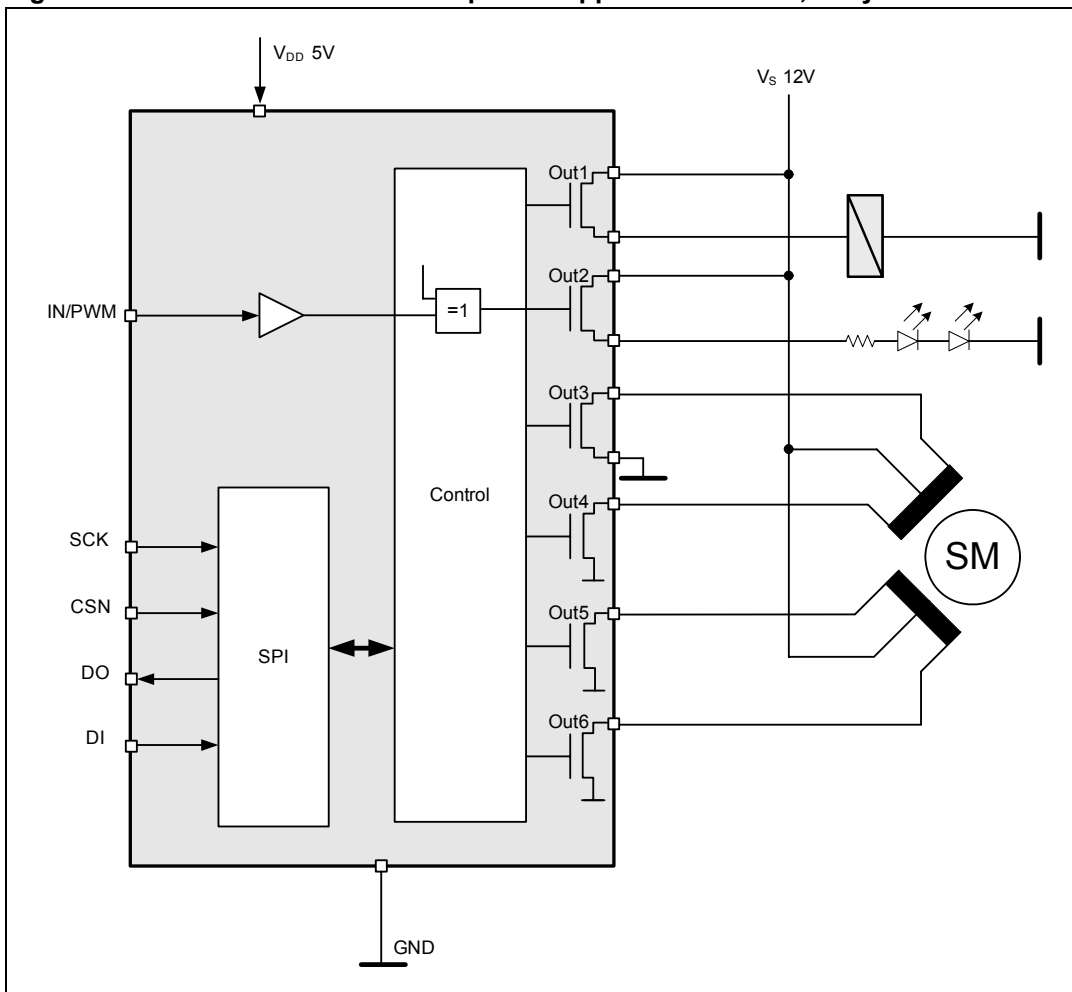 V_DD 5V
V_S 12V
Out1
Out2
IN/PWM
=1
Out3
Control
Out4
SCK
SM
CSN
Out5
SPI
DO
Out6
DI
GND